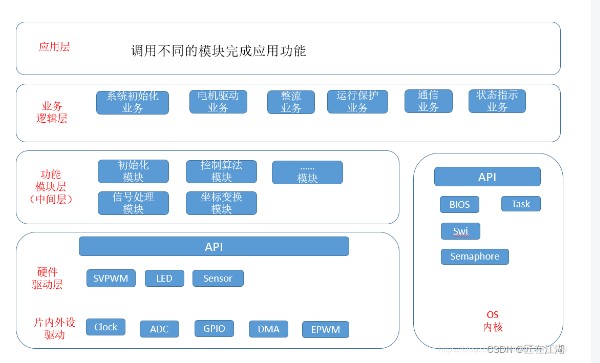 应用层
调用不同的模块完成应用功能
业务
逻辑层
系统初始化
业务
电机驱动
业务
整流
业务
运行保护
业务
通信
业务
状态指示
业务
功能
模块层
（中间层）
初始化
模块
控制算法
模块
......
模块
信号处理
模块
坐标变换
模块
API
BIOS
Task
Swi
Semaphore
OS
内核
硬件
驱动层
API
SVPWM
LED
Sensor
片内外设
驱动
Clock
ADC
GPIO
DMA
EPWM
CSDN @匠在江湖